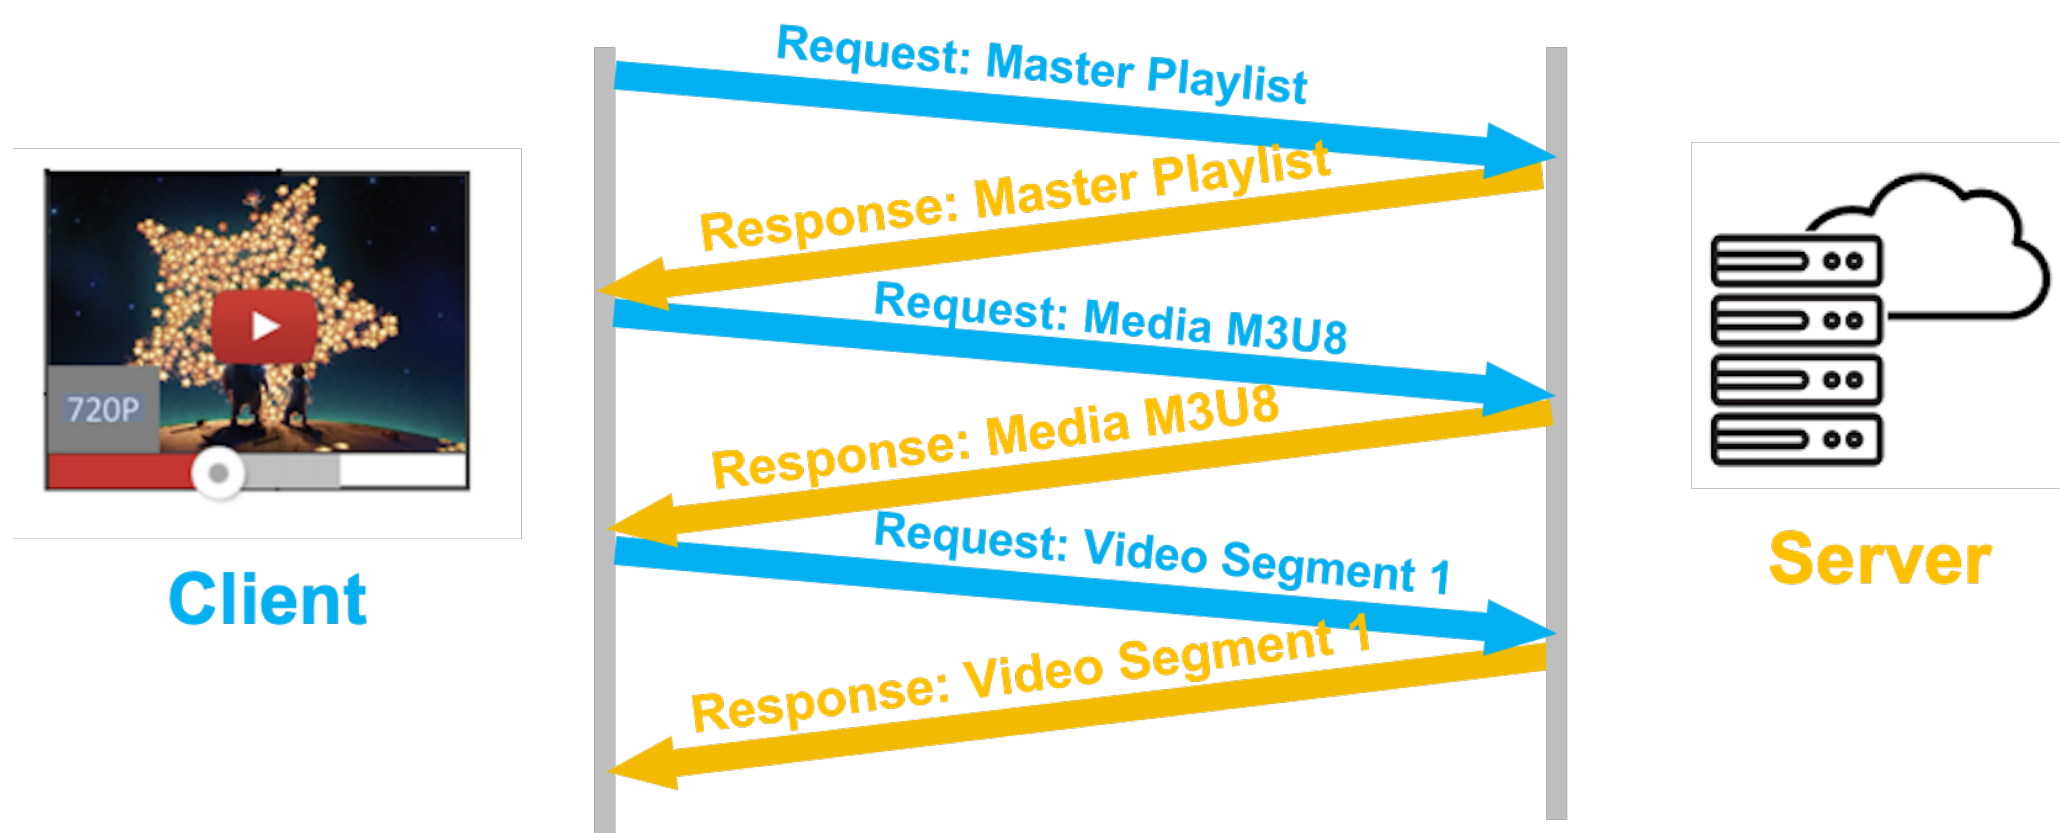 Request: Master Playlist
Response: Master Playlist
Request: Media M3U8
Response: Media M3U8
Request: Video Segment 1
Response: Video Segment 1
720P
Client
Server